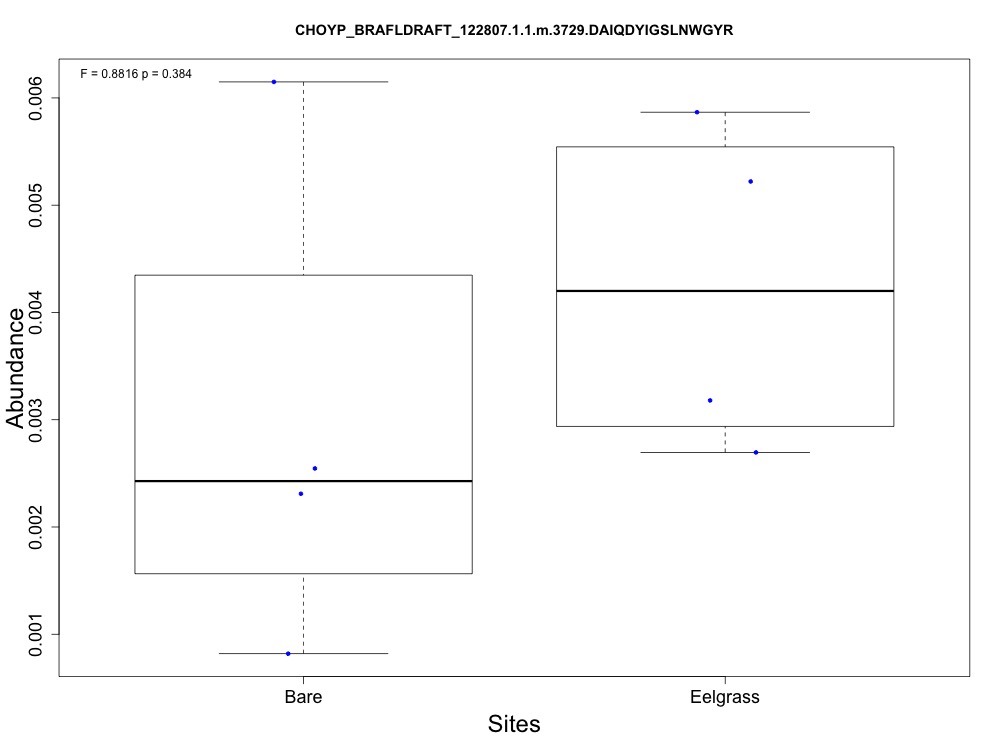 CHOYP_BRAFLDRAFT_122807.1.1.m.3729.DAIQDYIGSLNWGYR
F = 0.8816 p = 0.384
0.006
0.005
0.004
0.003
0.002
0.001
Abundance
Bare Eelgrass
Sites